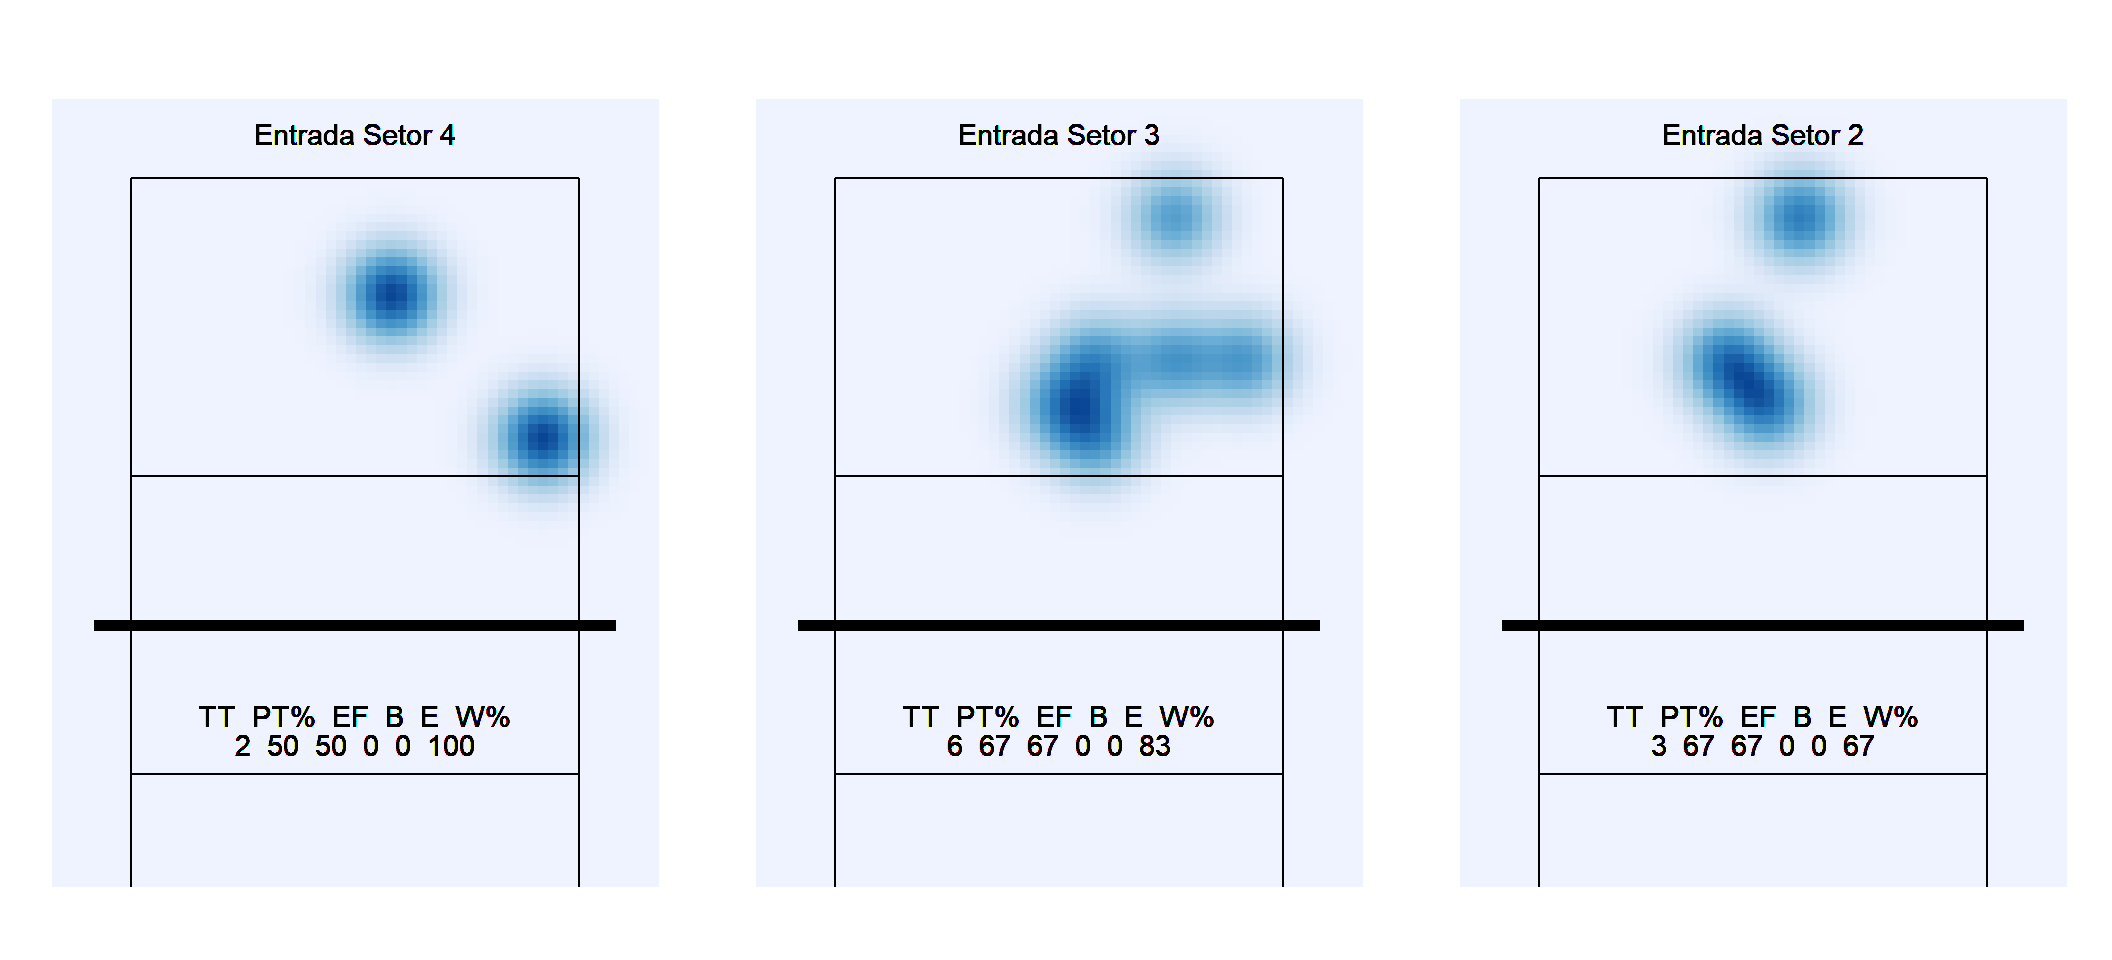 Entrada Setor 4
TT PT% EF B E W%
2 50 50 0 0 100
Entrada Setor 3
TT PT% EF B E W%
6 67 67 0 0 83
Entrada Setor 2
TT PT% EF B E W%
3 67 67 0 0 67